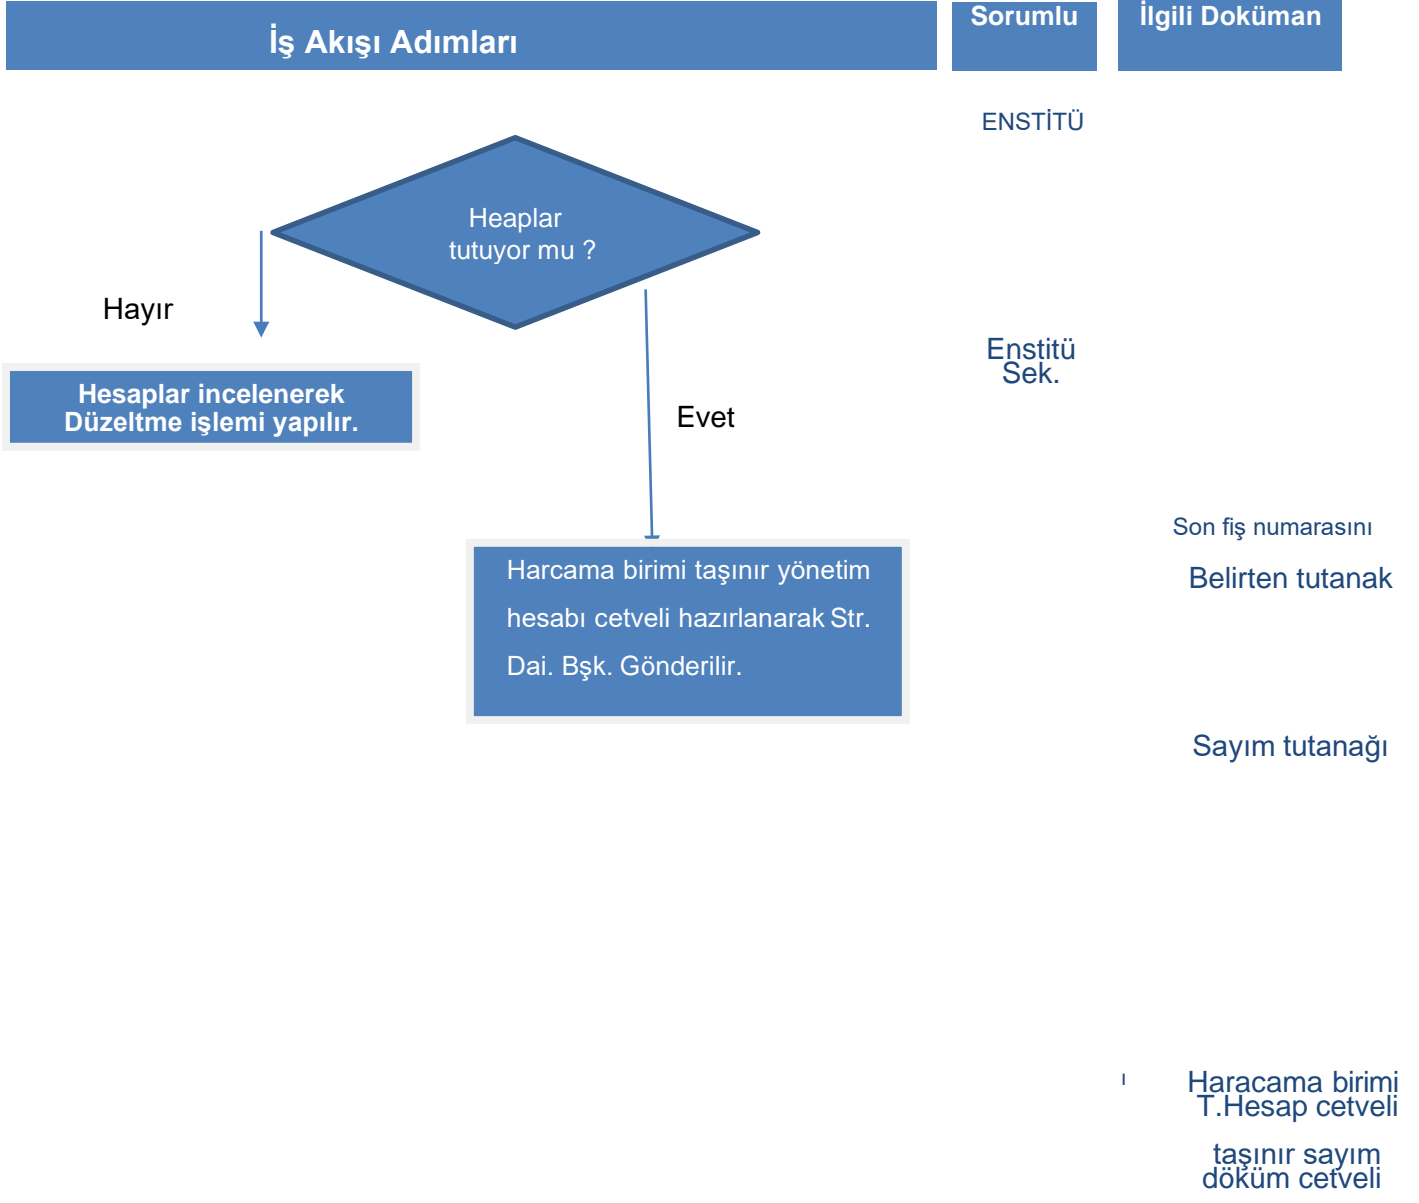 İş Akışı Adımları
Sorumlu
İlgili Doküman
ENSTİTÜ
Heaplar
tutuyor mu ?
Hayır
Enstitü
Sek.
Hesaplar incelenerek
Düzeltme işlemi yapılır.
Evet
Son fiş numarasını
Belirten tutanak
Harcama birimi taşınır yönetim
hesabı cetveli hazırlanarak Str.
Dai. Bşk. Gönderilir.
Sayım tutanağı
ı
Haracama birimi
T.Hesap cetveli
taşınır sayım
döküm cetveli